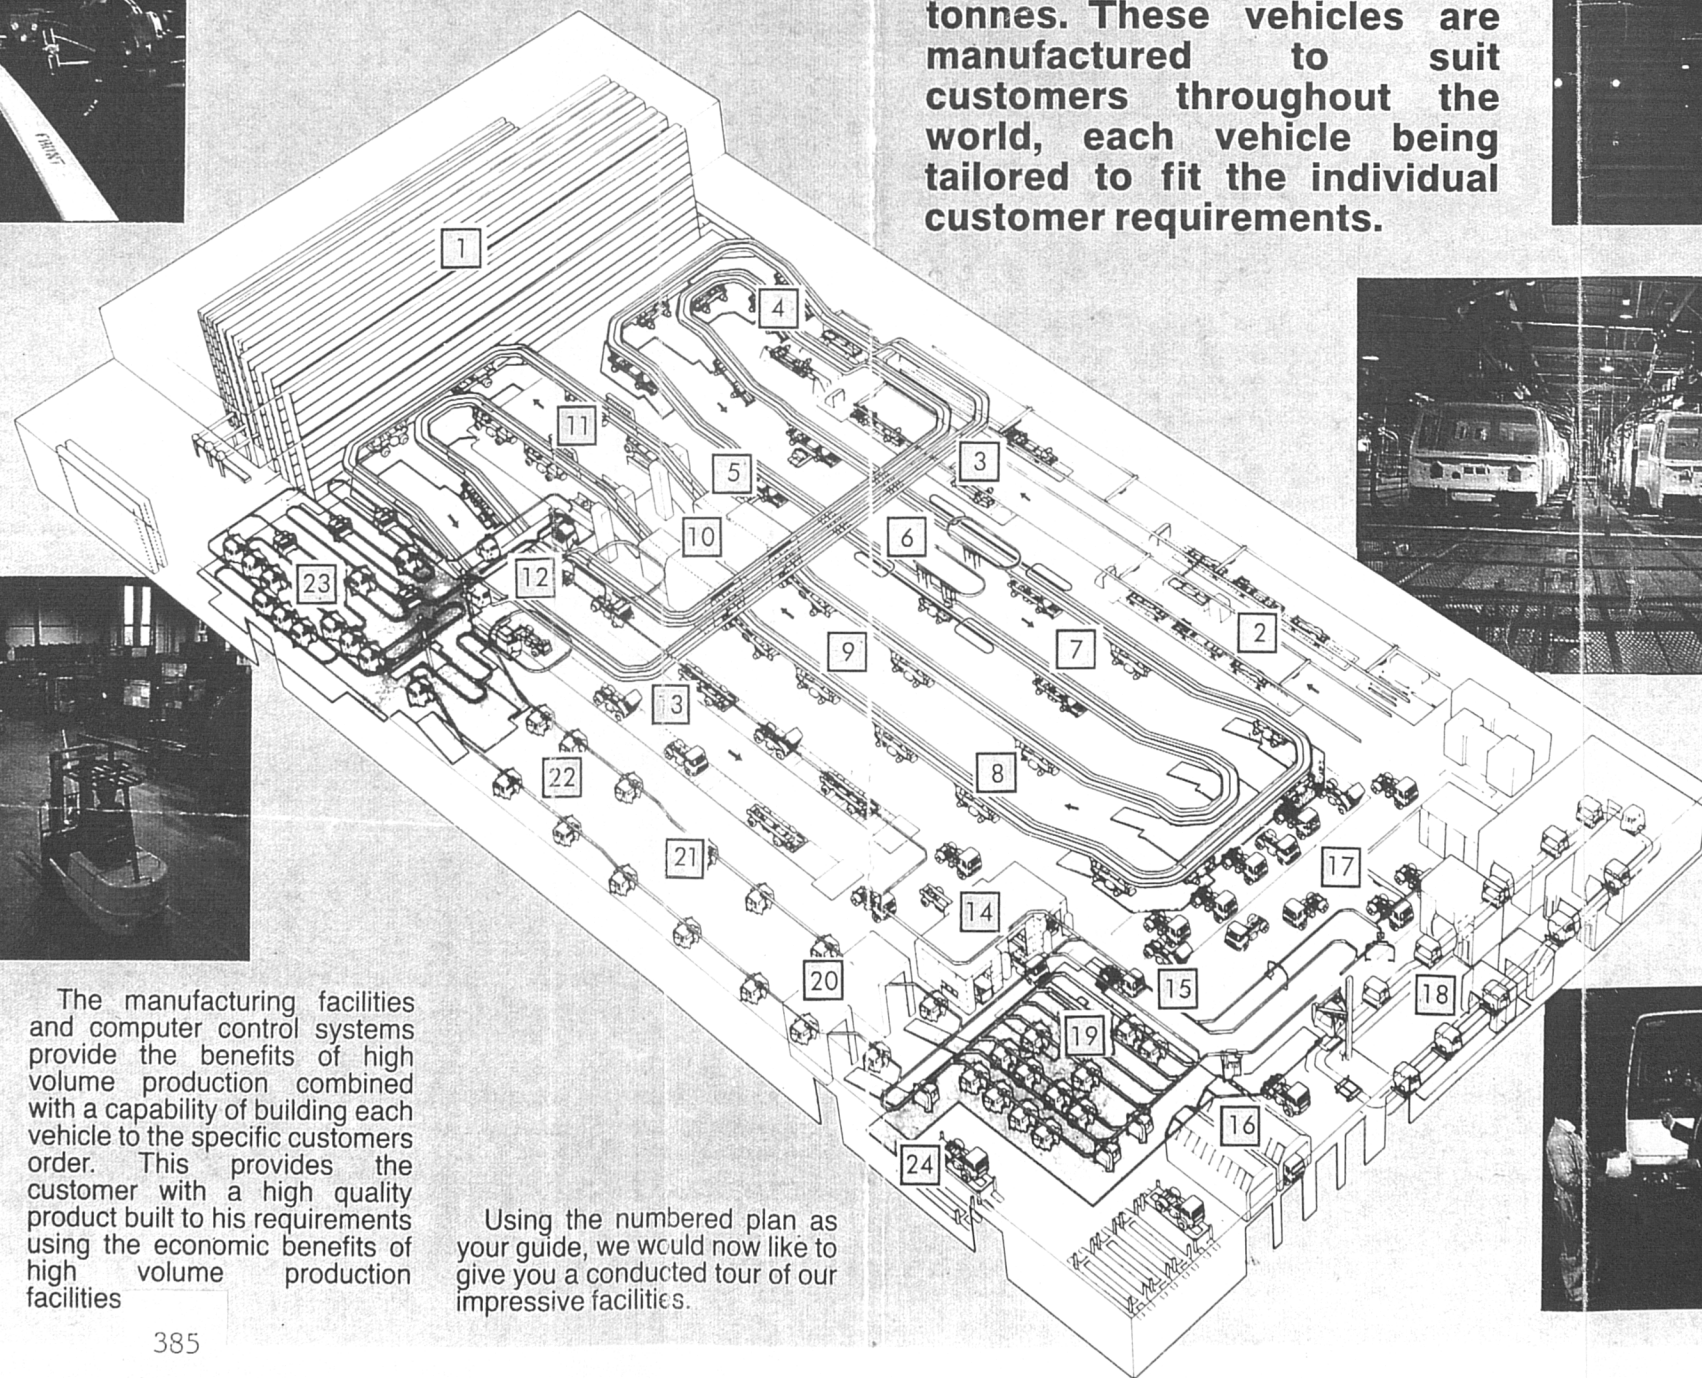 tonnes. These vehicles are
manufactured to suit
customers throughout the
world, each vehicle being
tailored to fit the individual
customer requirements.
FRONT
1
4
11
5
3
10
6
23
12
2
9
7
13
8
22
21
17
14
20
15
18
19
16
24
The manufacturing facilities
and computer control systems
provide the benefits of high
volume production combined
with a capability of building each
vehicle to the specific customers
order. This provides the
customer with a high quality
product built to his requirements
using the economic benefits of
high volume production
facilities
Using the numbered plan as
your guide, we would now like to
give you a conducted tour of our
impressive facilities.
385